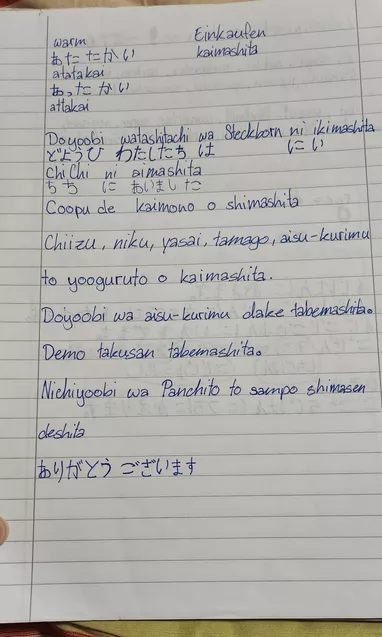 warm
あた たかい
atatakai
あったかい
attakai
Einkaufen
kaimashita
Doyoobi watashitachi wa Steckborn ni ikimashita
どようび わたしたち は に い
Chichi ni aimashita
ちち に あいました
Coopu de kaimono o shimashita
Chiizu, niku, yasai, tamago, aisu-kurimu
to yooguruto o kaimashita.
Doyoobi wa aisu-kurimu dake tabemashita。
Demo takusan tabemashita。
Nichiyoobi wa Panchito to sampo shimasen
deshita
ありがとう ございます